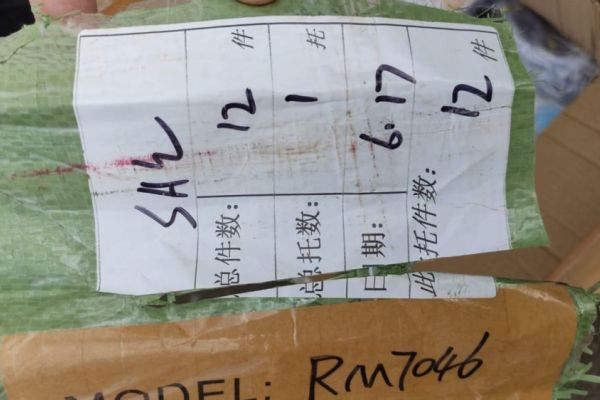 SHW
总件数: 12 件
总托数: 1 托
日期: 6.17
此托件数: 12 件
MODEL: RM7046